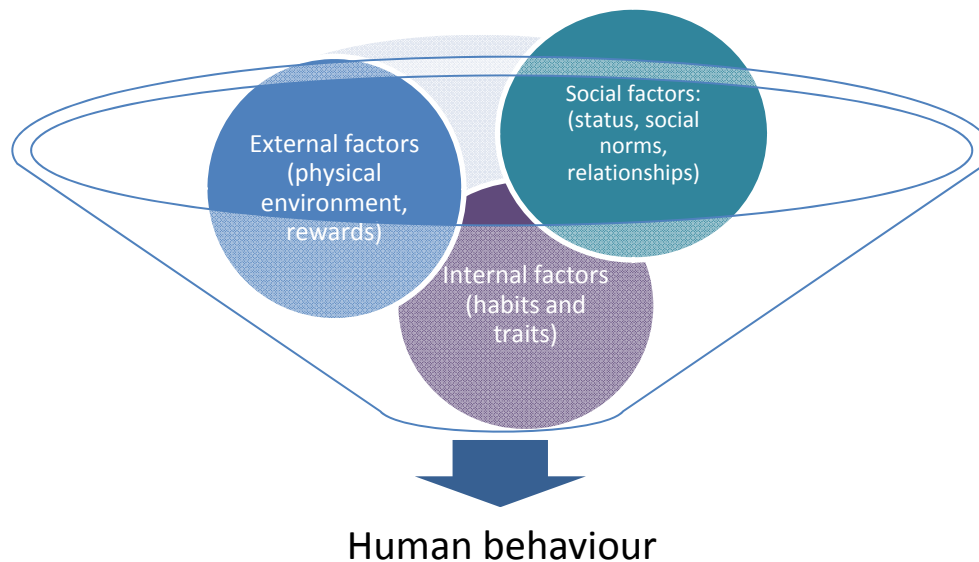 External factors
(physical
environment,
rewards)
Social factors:
(status, social
norms,
relationships)
Internal factors
(habits and
traits)
Human behaviour